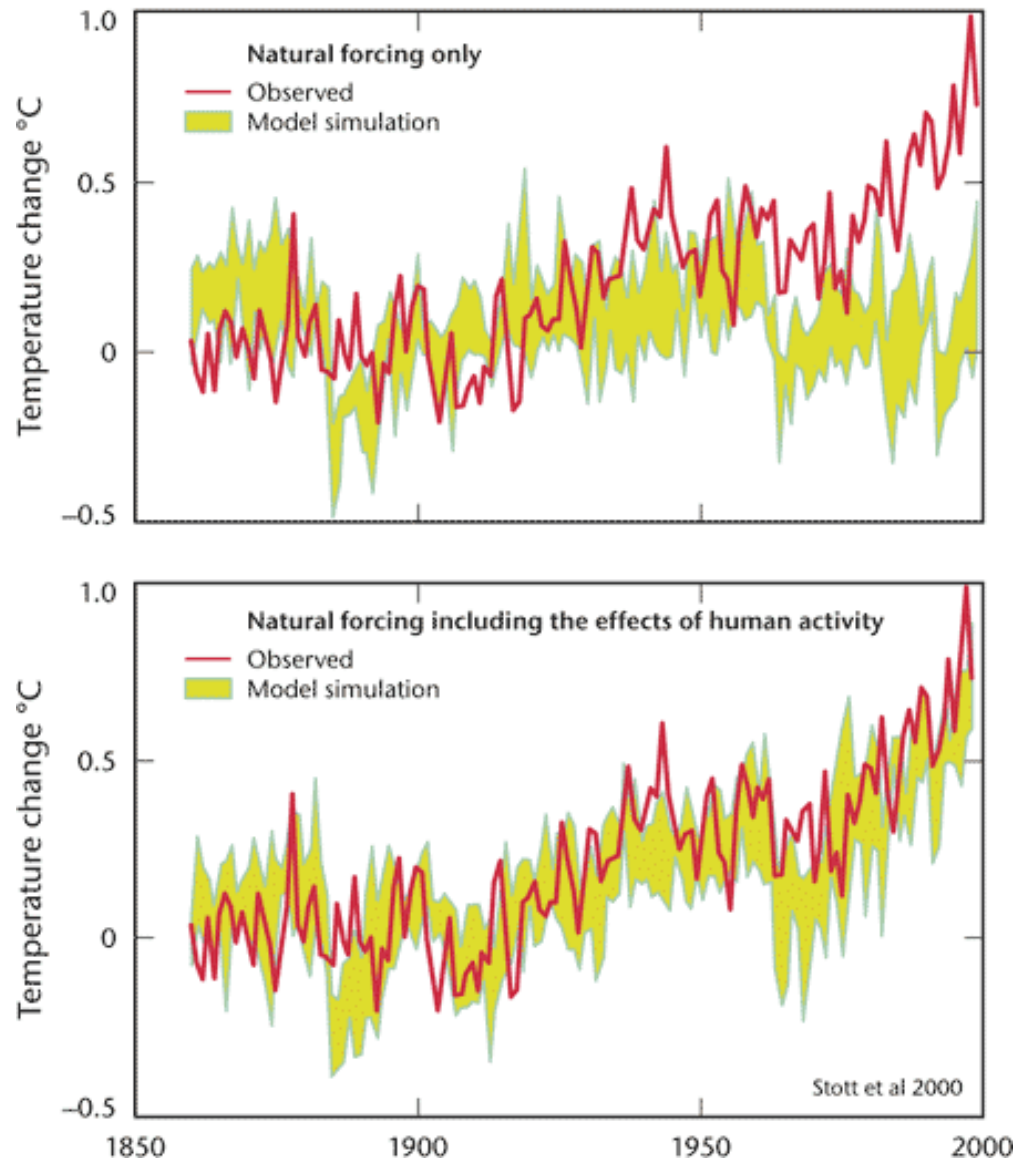 Temperature change °C
1.0
0.5
0
–0.5
Natural forcing only
Observed
Model simulation
Temperature change °C
1.0
0.5
0
–0.5
Natural forcing including the effects of human activity
Observed
Model simulation
Stott et al 2000
1850
1900
1950
2000